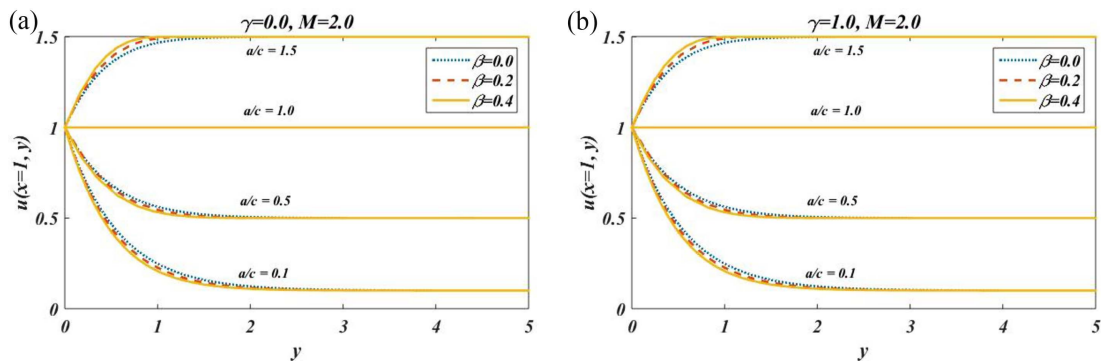 (a)
γ=0.0, M=2.0
1.5
a/c = 1.5
β=0.0
β=0.2
β=0.4
a/c = 1.0
1
u(x=1, y)
a/c = 0.5
0.5
a/c = 0.1
0
0 1 2 3 4 5
y
(b)
γ=1.0, M=2.0
1.5
a/c = 1.5
β=0.0
β=0.2
β=0.4
a/c = 1.0
1
u(x=1, y)
a/c = 0.5
0.5
a/c = 0.1
0
0 1 2 3 4 5
y